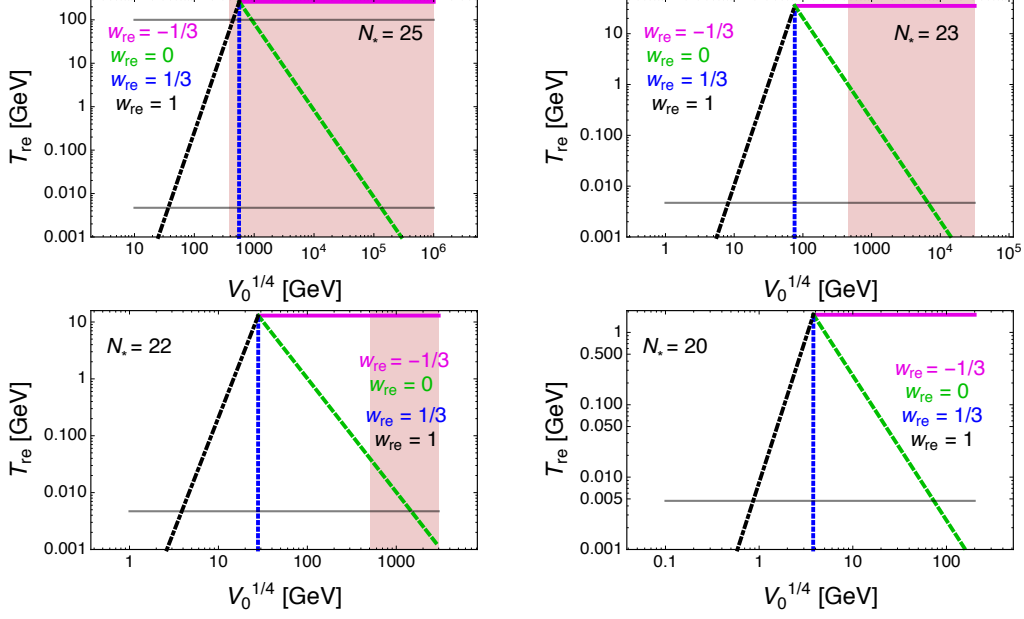 100
10
1
0.100
0.010
0.001
T_re [GeV]
w_re = −1/3
w_re = 0
w_re = 1/3
w_re = 1
N_* = 25
10 100 1000 10^4 10^5 10^6
V_0^1/4 [GeV]
10
1
0.100
0.010
0.001
T_re [GeV]
w_re = −1/3
w_re = 0
w_re = 1/3
w_re = 1
N_* = 23
1 10 100 1000 10^4 10^5
V_0^1/4 [GeV]
10
1
0.100
0.010
0.001
T_re [GeV]
N_* = 22
w_re = −1/3
w_re = 0
w_re = 1/3
w_re = 1
1 10 100 1000
V_0^1/4 [GeV]
1
0.500
0.100
0.050
0.010
0.005
0.001
T_re [GeV]
N_* = 20
w_re = −1/3
w_re = 0
w_re = 1/3
w_re = 1
0.1 1 10 100
V_0^1/4 [GeV]